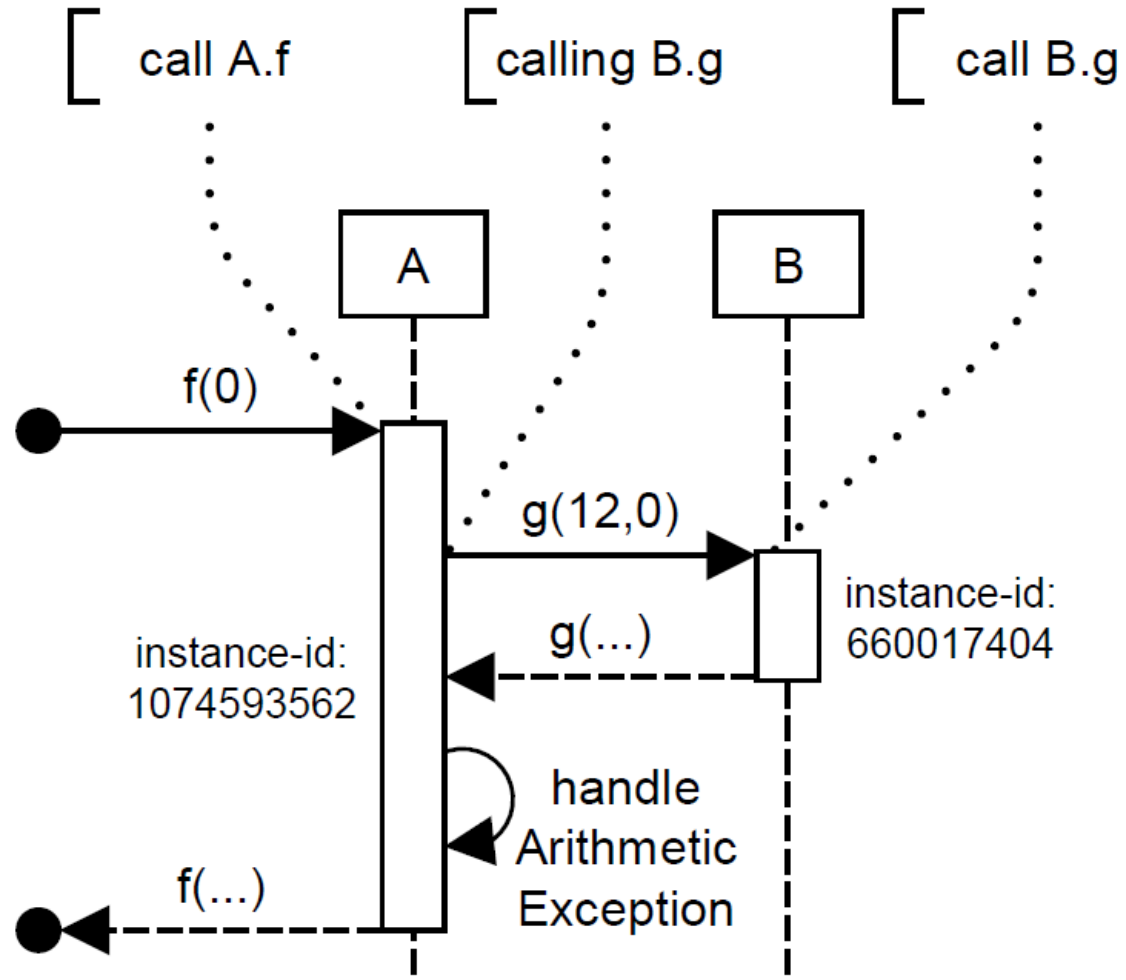 call A.f
calling B.g
call B.g
A
B
f(0)
g(12,0)
instance-id:
660017404
g(...)
instance-id:
1074593562
handle
Arithmetic
Exception
f(...)